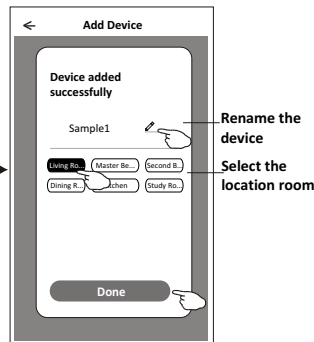 Add Device
Device added
successfully
Sample1
Rename the
device
Living Ro...
Master Be...
Second B...
Select the
location room
Dining R...
tchen
Study Ro...
Done